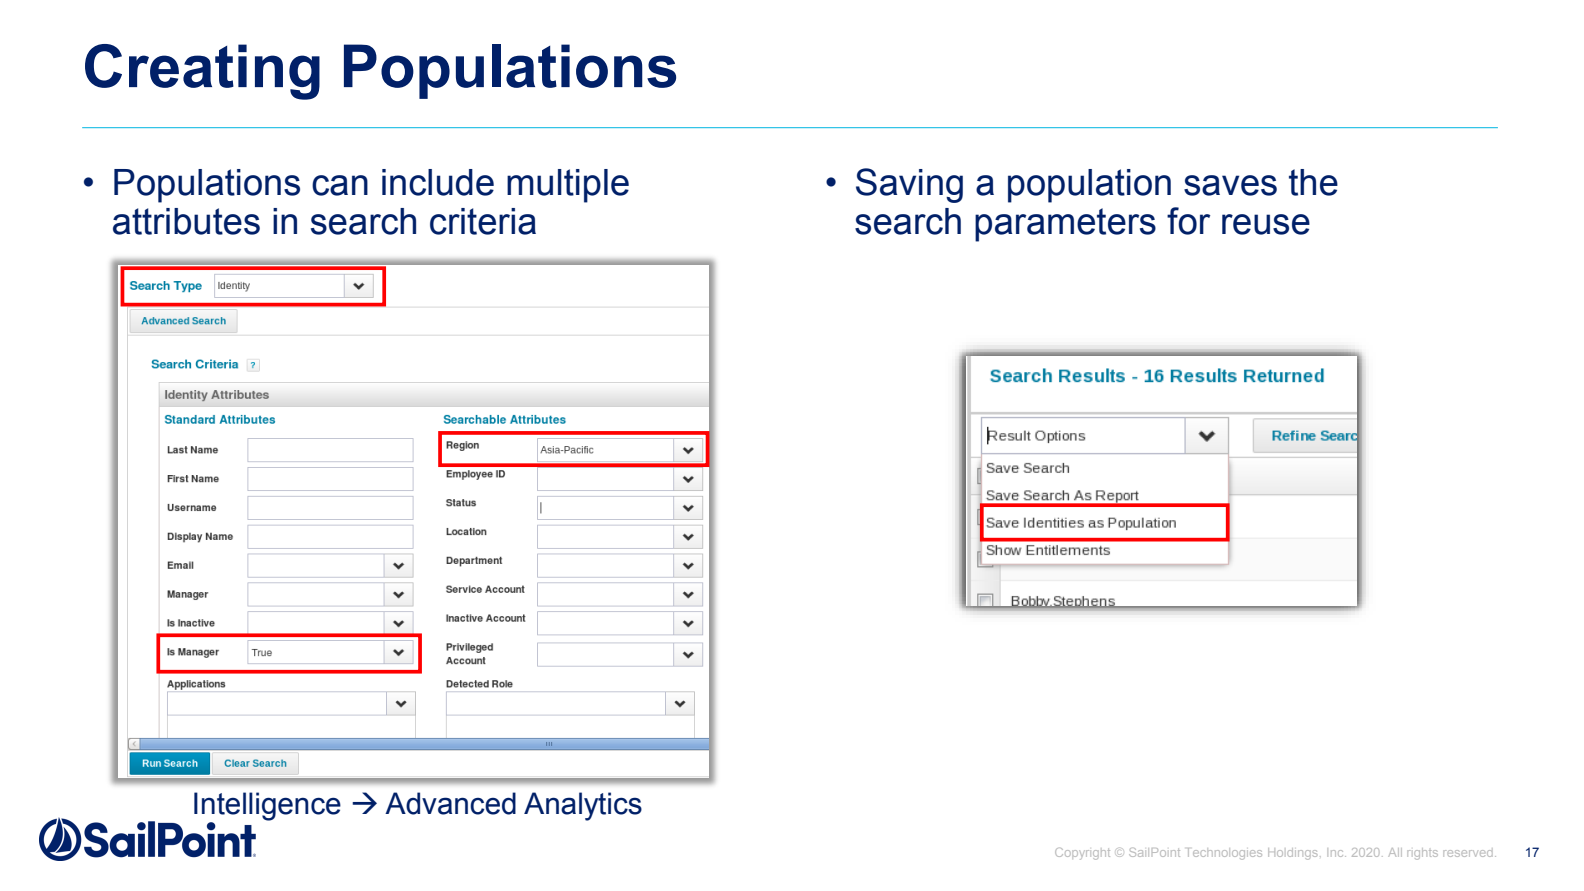 Creating Populations
• Populations can include multiple
attributes in search criteria
Search Type Identity
Advanced Search
Search Criteria ?
Identity Attributes
Standard Attributes
Last Name
First Name
Username
Display Name
Email
Manager
Is Inactive
Is Manager True
Applications
Searchable Attributes
Region Asia-Pacific
Employee ID
Status
Location
Department
Service Account
Inactive Account
Privileged
Account
Detected Role
Run Search Clear Search
Intelligence → Advanced Analytics
• Saving a population saves the
search parameters for reuse
Search Results - 16 Results Returned
Result Options Refine Searc
Save Search
Save Search As Report
Save Identities as Population
Show Entitlements
Bobby.Stephens
SailPoint
Copyright © SailPoint Technologies Holdings, Inc. 2020. All rights reserved. 17